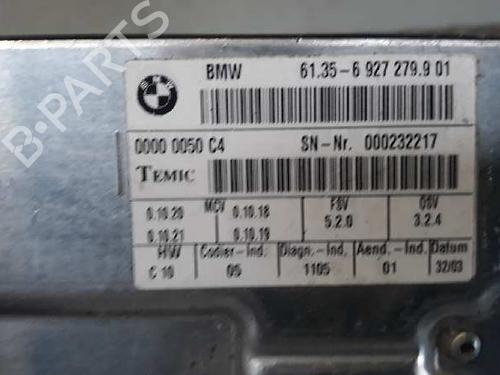 BMW 61.35-6 927 279.9 01
0000 0050 C4 SN-Nr. 000232217
TEMIC
MCV FSV OSV
0.10.20 0.10.18 5.2.0 3.2.4
0.10.21 0.10.19
HW Codier-Ind. Diagn.-Ind. Aend.-Ind. Datum
C 10 05 1105 01 32/03